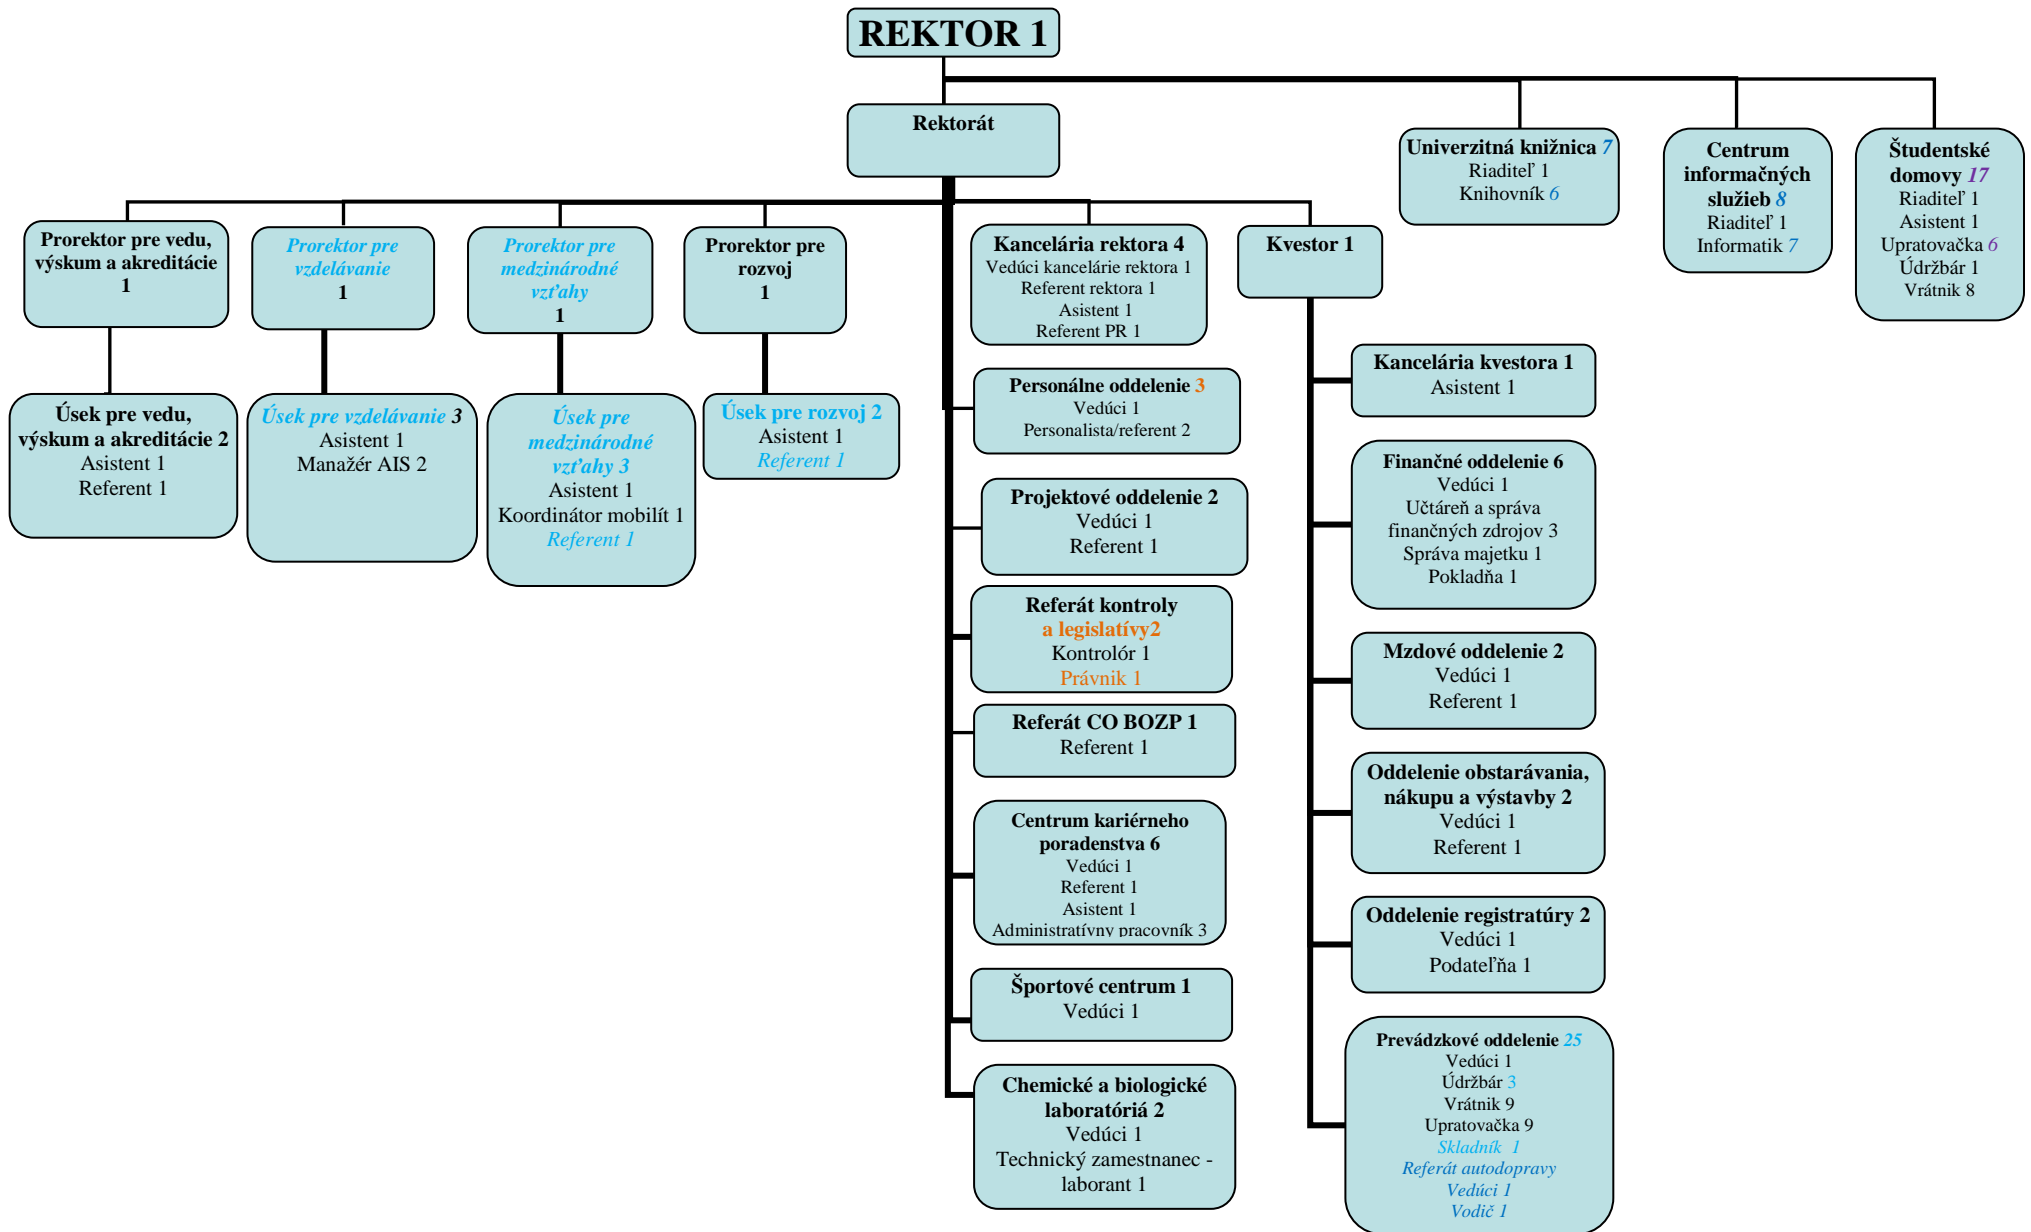 REKTOR 1
Rektorát
Univerzitná knižnica 7
Riaditeľ 1
Knihovník 6
Centrum
informačných
služieb 8
Riaditeľ 1
Informatik 7
Študentské
domovy 17
Riaditeľ 1
Asistent 1
Upratovačka 6
Údržbár 1
Vrátnik 8
Prorektor pre vedu,
výskum a akreditácie
1
Prorektor pre
vzdelávanie
1
Prorektor pre
medzinárodné
vzťahy
1
Prorektor pre
rozvoj
1
Kancelária rektora 4
Vedúci kancelárie rektora 1
Referent rektora 1
Asistent 1
Referent PR 1
Kvestor 1
Úsek pre vedu,
výskum a akreditácie 2
Asistent 1
Referent 1
Úsek pre vzdelávanie 3
Asistent 1
Manažér AIS 2
Úsek pre
medzinárodné
vzťahy 3
Asistent 1
Koordinátor mobilít 1
Referent 1
Úsek pre rozvoj 2
Asistent 1
Referent 1
Personálne oddelenie 3
Vedúci 1
Personalista/referent 2
Projektové oddelenie 2
Vedúci 1
Referent 1
Referát kontroly
a legislatívy2
Kontrolór 1
Právnik 1
Referát CO BOZP 1
Referent 1
Centrum kariérneho
poradenstva 6
Vedúci 1
Referent 1
Asistent 1
Administratívny pracovník 3
Športové centrum 1
Vedúci 1
Chemické a biologické
laboratóriá 2
Vedúci 1
Technický zamestnanec -
laborant 1
Kancelária kvestora 1
Asistent 1
Finančné oddelenie 6
Vedúci 1
Učtáreň a správa
finančných zdrojov 3
Správa majetku 1
Pokladňa 1
Mzdové oddelenie 2
Vedúci 1
Referent 1
Oddelenie obstarávania,
nákupu a výstavby 2
Vedúci 1
Referent 1
Oddelenie registratúry 2
Vedúci 1
Podateľňa 1
Prevádzkové oddelenie 25
Vedúci 1
Údržbár 3
Vrátnik 9
Upratovačka 9
Skladník 1
Referát autodopravy
Vedúci 1
Vodič 1